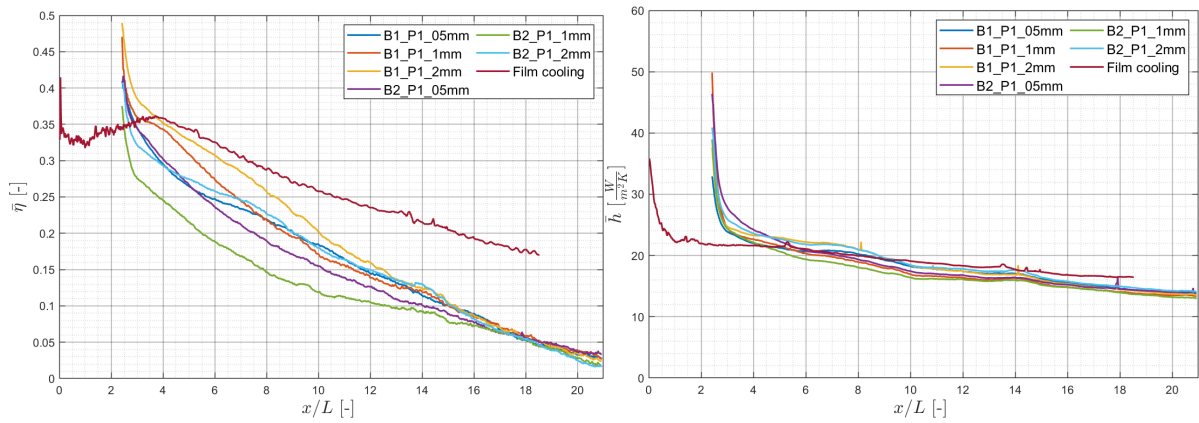 0.5
0.45
0.4
0.35
0.3
0.25
0.2
0.15
0.1
0.05
0
η̄ [-]
B1_P1_05mm
B1_P1_1mm
B1_P1_2mm
B2_P1_05mm
B2_P1_1mm
B2_P1_2mm
Film cooling
0 2 4 6 8 10 12 14 16 18 20
x/L [-]
60
50
40
30
20
10
0
h̄ [W/m²K]
B1_P1_05mm
B1_P1_1mm
B1_P1_2mm
B2_P1_05mm
B2_P1_1mm
B2_P1_2mm
Film cooling
0 2 4 6 8 10 12 14 16 18 20
x/L [-]